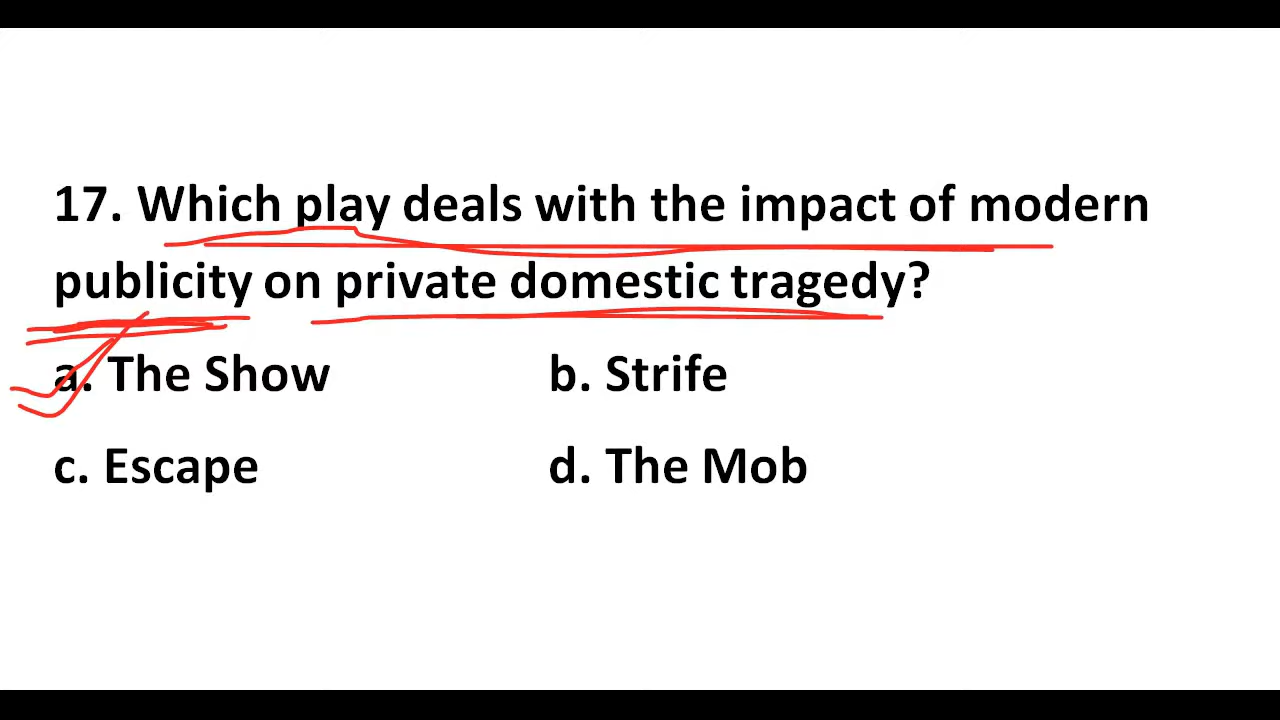 17. Which play deals with the impact of modern
publicity on private domestic tragedy?
a. The Show b. Strife
c. Escape d. The Mob